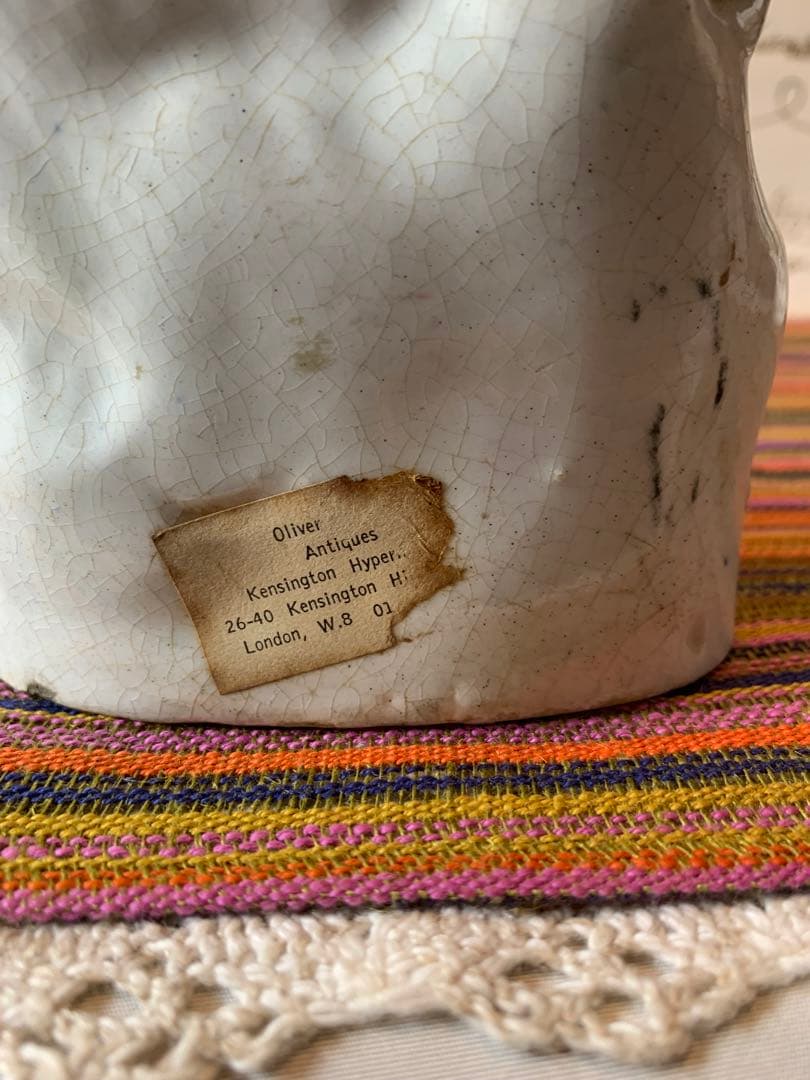 Oliver
Antiques
Kensington Hyper
26-40 Kensington H
London, W.8 01